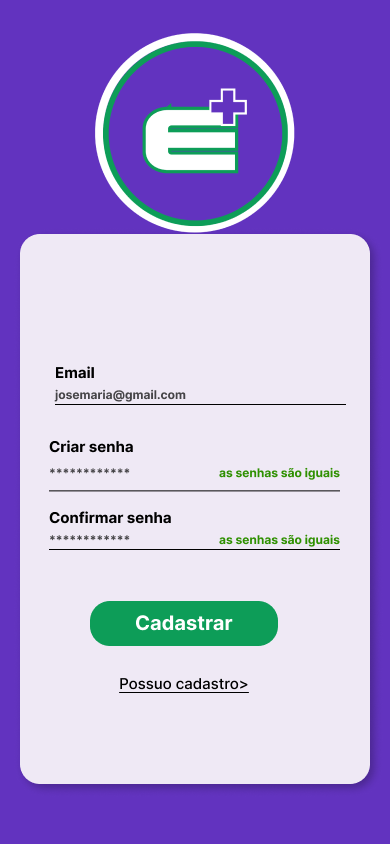 Email
josemaria@gmail.com
Criar senha
************ as senhas são iguais
Confirmar senha
************ as senhas são iguais
Cadastrar
Possuo cadastro>